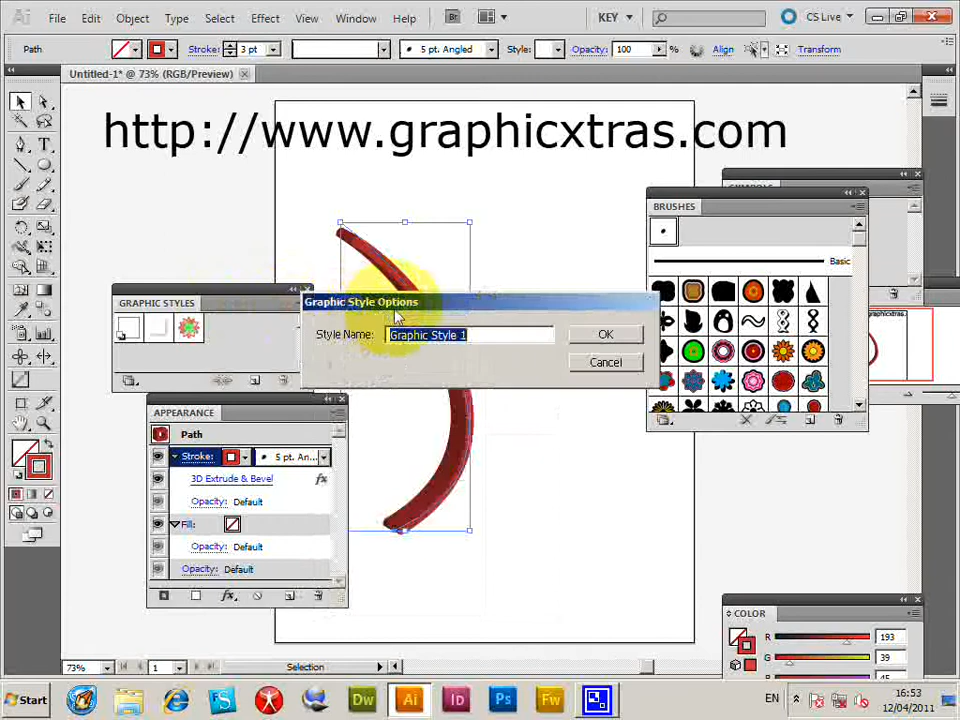 Ai File Edit Object Type Select Effect View Window Help Br KEY CS Live
Path Stroke: 3 pt 5 pt. Angled Style: Opacity: 100 % Align Transform
Untitled-1* @ 73% (RGB/Preview)
http://www.graphicxtras.com
BRUSHES
Basic
GRAPHIC STYLES
Graphic Style Options
Style Name: Graphic Style 1 OK
Cancel
APPEARANCE
Path
Stroke: 5 pt. An...
3D Extrude & Bevel fx
Opacity: Default
Fill:
Opacity: Default
Opacity: Default
COLOR
R 193
G 39
73% 1 Selection
Start Dw Ai Id Ps Fw EN 16:53
12/04/2011